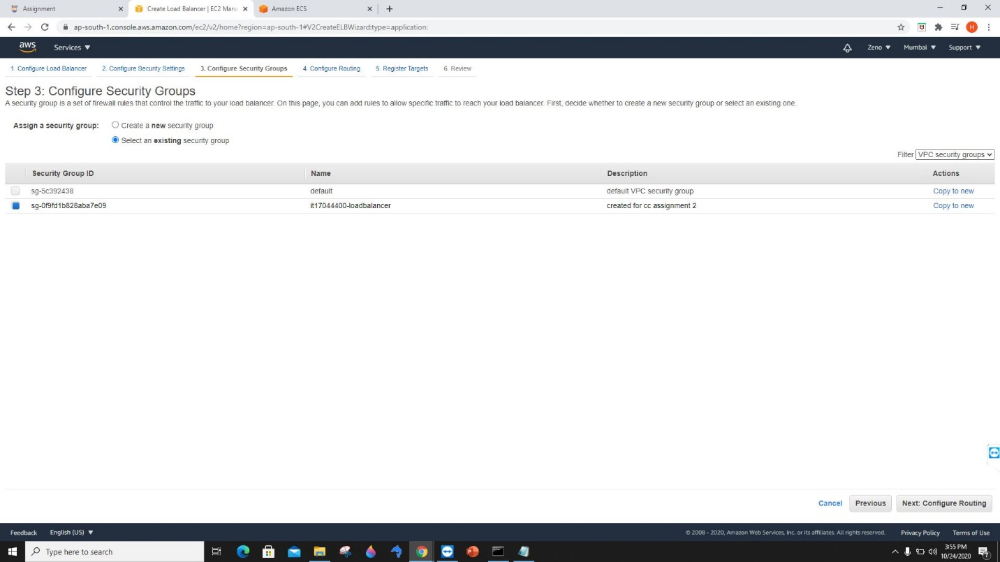 Assignment
Create Load Balancer | EC2 Mana
Amazon ECS
ap-south-1.console.aws.amazon.com/ec2/v2/home?region=ap-south-1#V2CreateELBWizard:type=application:
H
aws
Services
Zeno
Mumbai
Support
1. Configure Load Balancer
2. Configure Security Settings
3. Configure Security Groups
4. Configure Routing
5. Register Targets
6. Review
Step 3: Configure Security Groups
A security group is a set of firewall rules that control the traffic to your load balancer. On this page, you can add rules to allow specific traffic to reach your load balancer. First, decide whether to create a new security group or select an existing one.
Assign a security group:
Create a new security group
Select an existing security group
Filter VPC security groups
Security Group ID Name Description Actions
sg-5c392438 default default VPC security group Copy to new
sg-0f9fd1b828aba7e09 it17044400-loadbalancer created for cc assignment 2 Copy to new
Cancel
Previous
Next: Configure Routing
Feedback
English (US)
© 2008 - 2020, Amazon Web Services, Inc. or its affiliates. All rights reserved.
Privacy Policy
Terms of Use
Type here to search
3:55 PM
10/24/2020
7